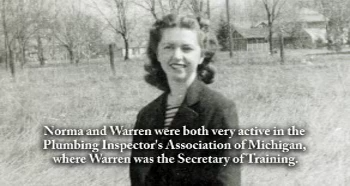 Norma and Warren were both very active in the
Plumbing Inspector's Association of Michigan,
where Warren was the Secretary of Training.